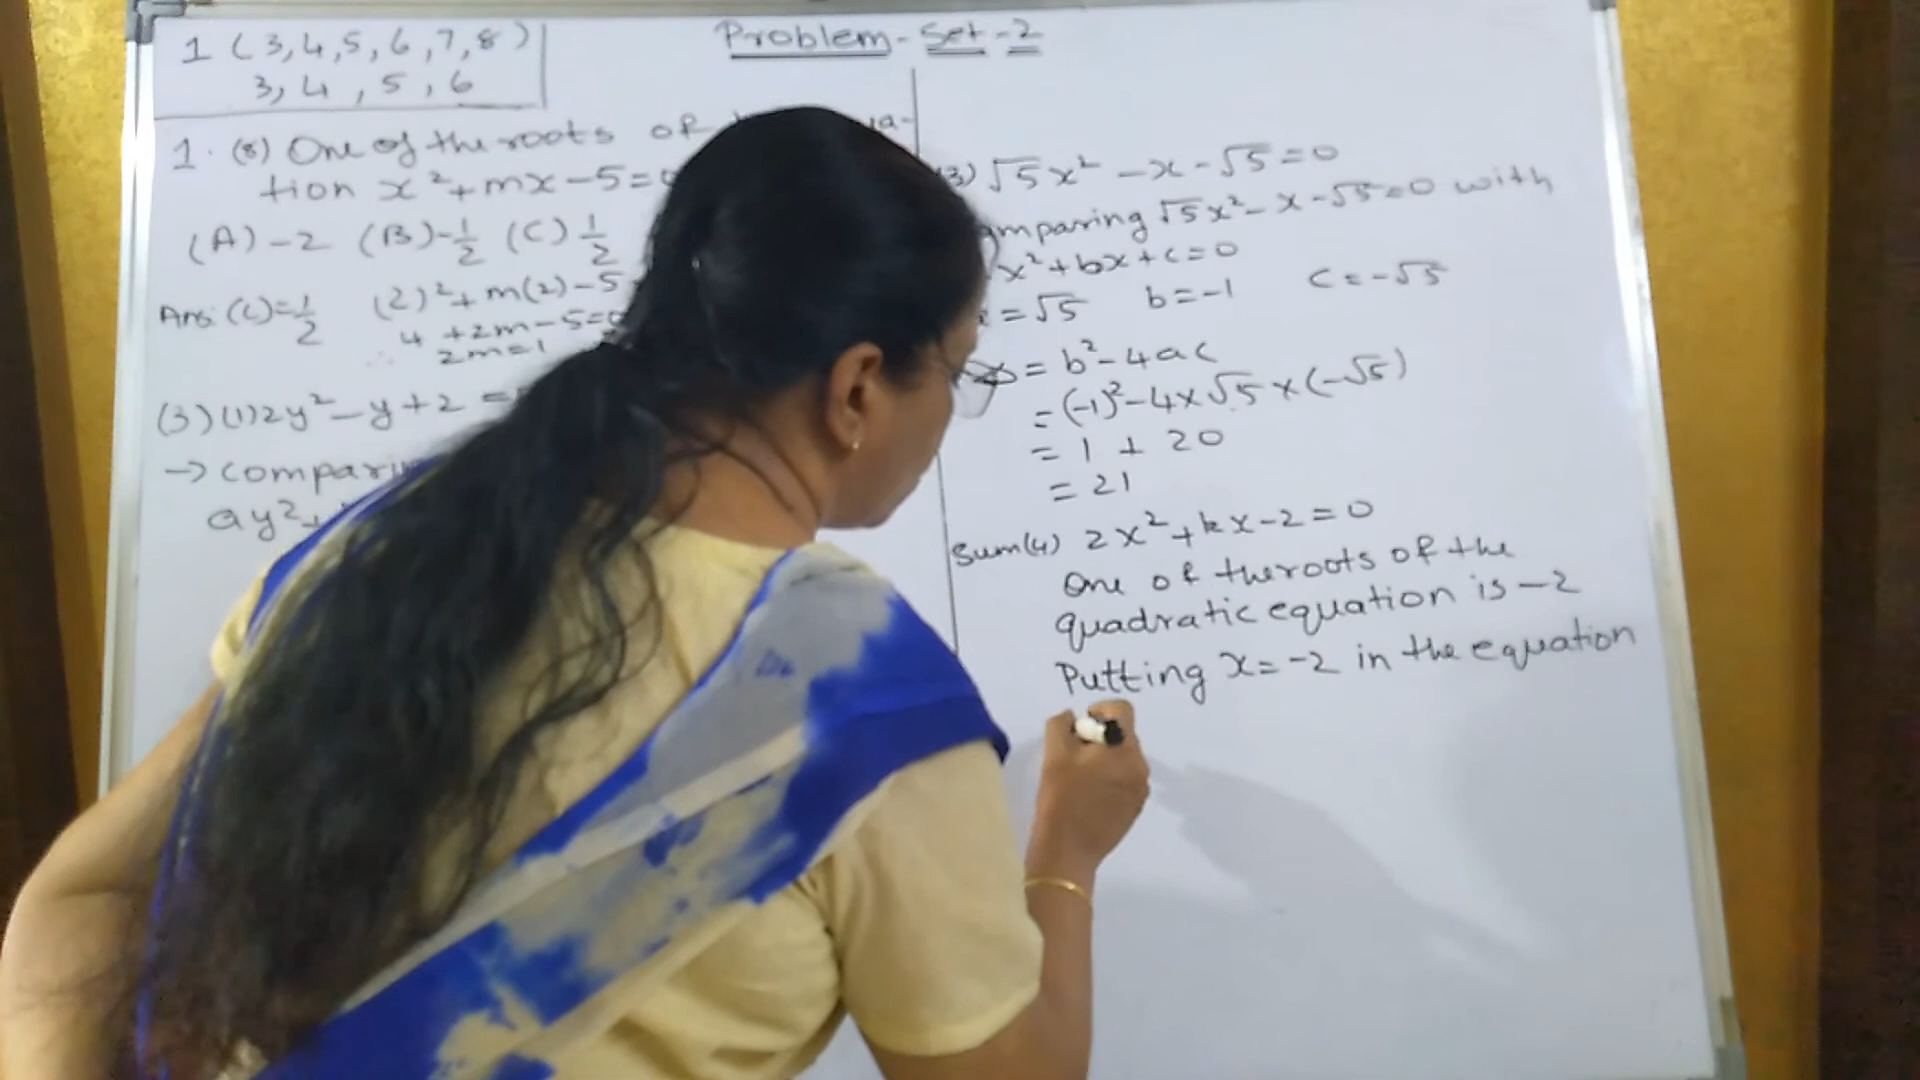 1 (3,4,5,6,7,8)
3, 4, 5, 6
Problem-Set-2
1. (8) One of the roots of
tion x²+mx-5=0
(A) -2 (B) -1/2 (C) 1/2
Ans: (C)=1/2 (2)²+m(2)-5
4+2m-5=0
∴ 2m=1
(3)(1)2y²-y+2=
→ comparin
ay²+
(3) √5x²-x-√5=0
omparing √5x²-x-√5=0 with
x²+bx+c=0
=√5 b=-1 c=-√5
= b²-4ac
= (-1)²-4×√5×(-√5)
= 1 + 20
= 21
Sum(4) 2x²+kx-2=0
One of the roots of the
quadratic equation is -2
Putting x=-2 in the equation